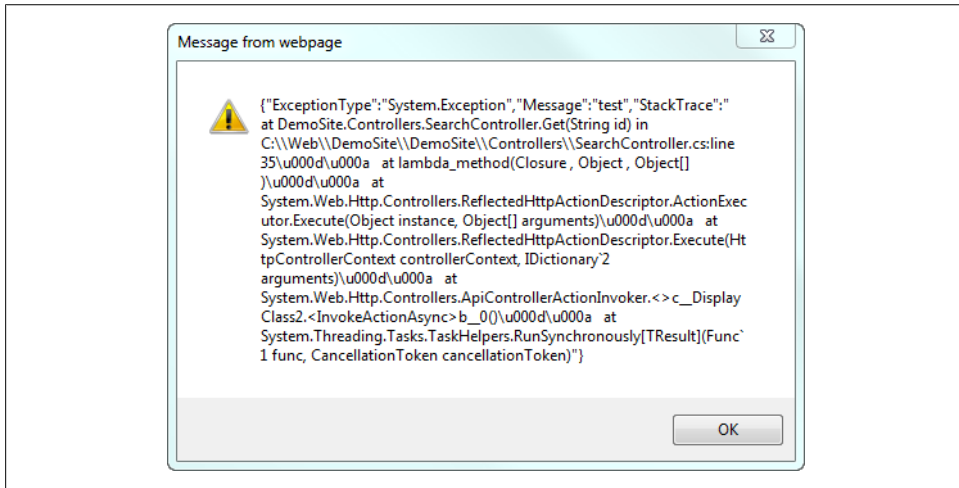 Message from webpage
{"ExceptionType":"System.Exception","Message":"test","StackTrace":"
at DemoSite.Controllers.SearchController.Get(String id) in
C:\\Web\\DemoSite\\DemoSite\\Controllers\\SearchController.cs:line
35\u000d\u000a   at lambda_method(Closure , Object , Object[]
)\u000d\u000a   at
System.Web.Http.Controllers.ReflectedHttpActionDescriptor.ActionExec
utor.Execute(Object instance, Object[] arguments)\u000d\u000a   at
System.Web.Http.Controllers.ReflectedHttpActionDescriptor.Execute(Ht
tpControllerContext controllerContext, IDictionary`2
arguments)\u000d\u000a   at
System.Web.Http.Controllers.ApiControllerActionInvoker.<>c__Display
Class2.<InvokeActionAsync>b__0()\u000d\u000a   at
System.Threading.Tasks.TaskHelpers.RunSynchronously[TResult](Func`
1 func, CancellationToken cancellationToken)"}
OK